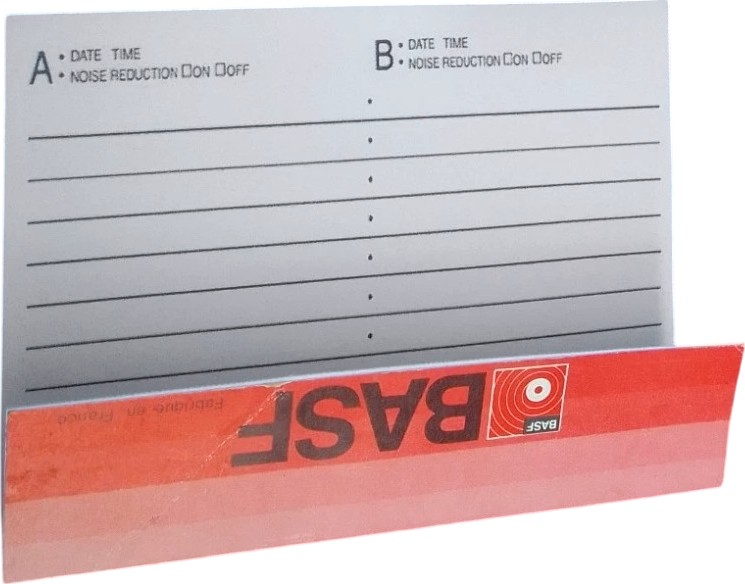 A • DATE TIME
• NOISE REDUCTION ☐ON ☐OFF
B • DATE TIME
• NOISE REDUCTION ☐ON ☐OFF
Fabriqué en France
BASF
BASF